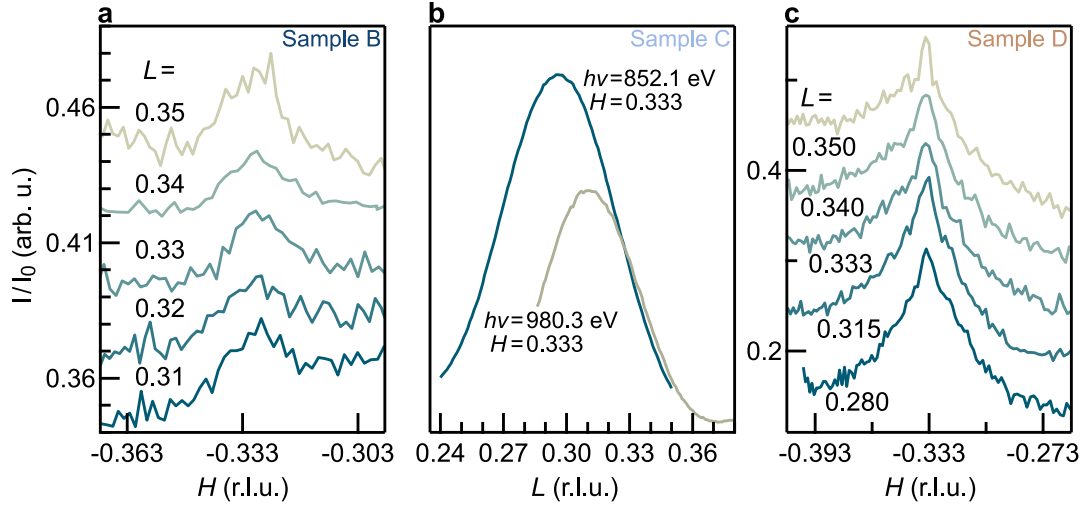 a
Sample B
L =
0.35
0.34
0.33
0.32
0.31
0.46
0.41
0.36
I/I₀ (arb. u.)
-0.363 -0.333 -0.303
H (r.l.u.)
b
Sample C
hν=852.1 eV
H=0.333
hν=980.3 eV
H=0.333
0.24 0.27 0.30 0.33 0.36
L (r.l.u.)
c
Sample D
L =
0.350
0.340
0.333
0.315
0.280
0.4
0.2
-0.393 -0.333 -0.273
H (r.l.u.)